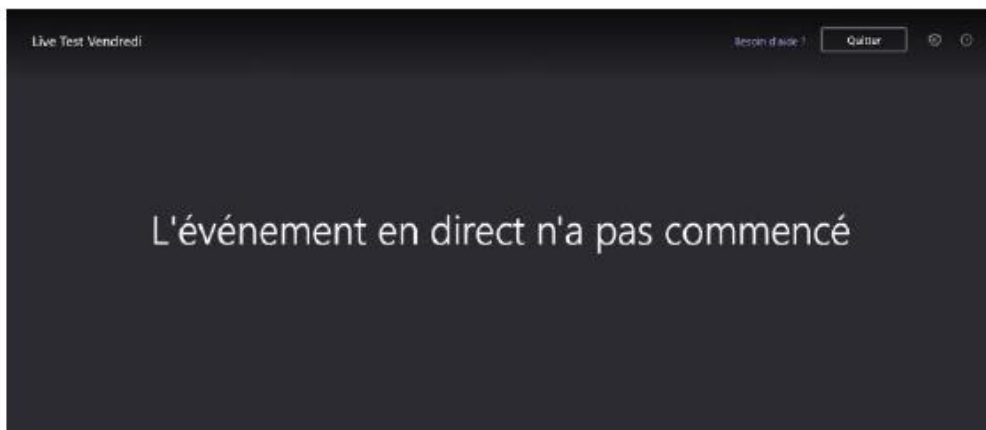 Live Test Vendredi
Besoin d'aide ?
Quitter
L'événement en direct n'a pas commencé